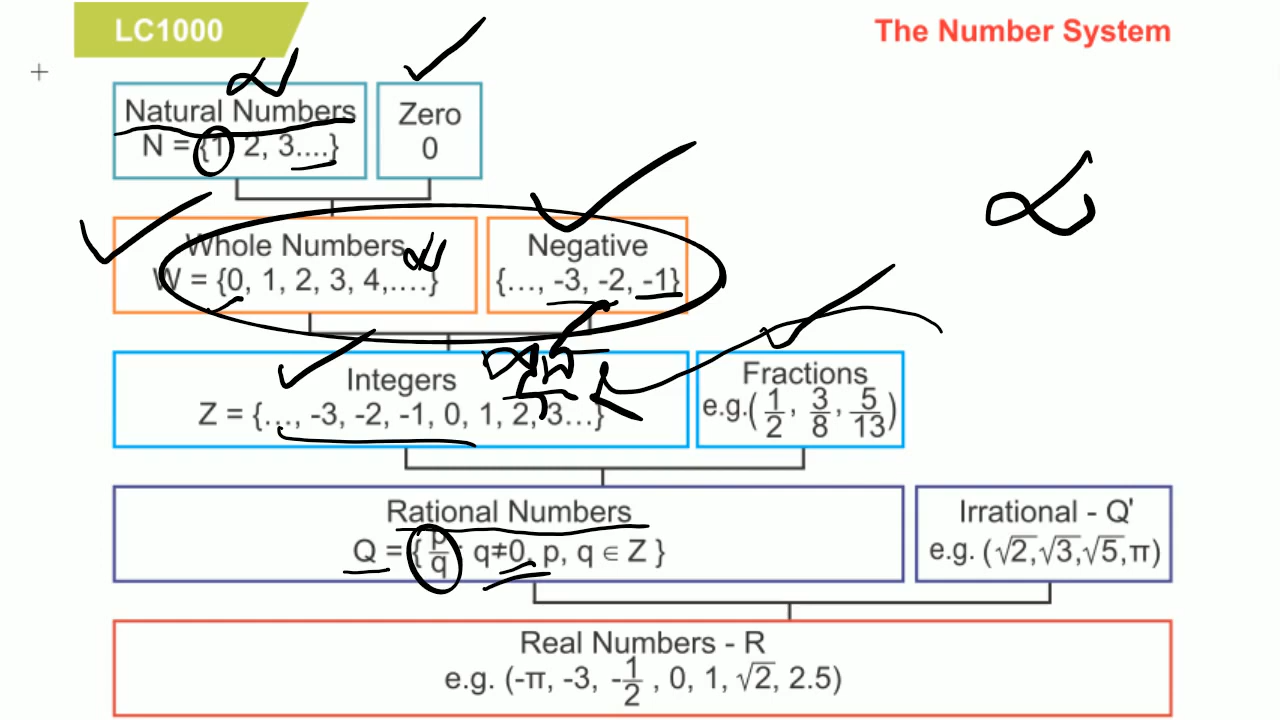 LC1000
The Number System
Natural Numbers
N = {1, 2, 3....}
Zero
0
Whole Numbers
W = {0, 1, 2, 3, 4,....}
Negative
{..., -3, -2, -1}
Integers
Z = {..., -3, -2, -1, 0, 1, 2, 3...}
Fractions
e.g.(1/2, 3/8, 5/13)
Rational Numbers
Q = {p/q : q≠0, p, q ∈ Z }
Irrational - Q'
e.g. (√2,√3,√5,π)
Real Numbers - R
e.g. (-π, -3, -1/2 , 0, 1, √2, 2.5)